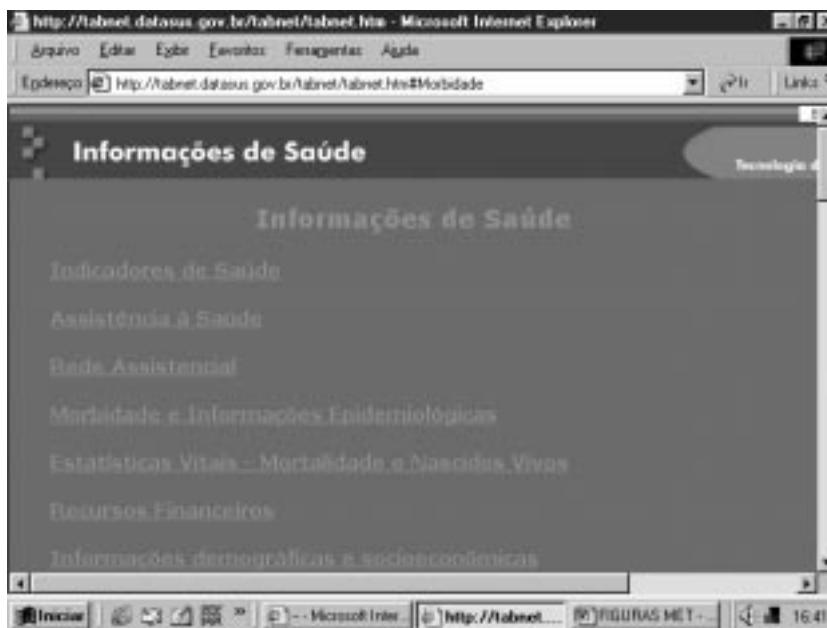 http://tabnet.datasus.gov.br/tabnet/tabnet.htm - Microsoft Internet Explorer
Arquivo Editar Exibir Favoritos Ferramentas Ajuda
Endereço http://tabnet.datasus.gov.br/tabnet/tabnet.htm#Morbidade Ir Links
Informações de Saúde
Tecnologia d
Informações de Saúde
Indicadores de Saúde
Assistência à Saúde
Rede Assistencial
Morbidade e Informações Epidemiológicas
Estatísticas Vitais - Mortalidade e Nascidos Vivos
Recursos Financeiros
Informações demográficas e socioeconômicas
Iniciar » - - Microsoft Inter... http://tabnet.... FIGURAS MET - ... 16:41